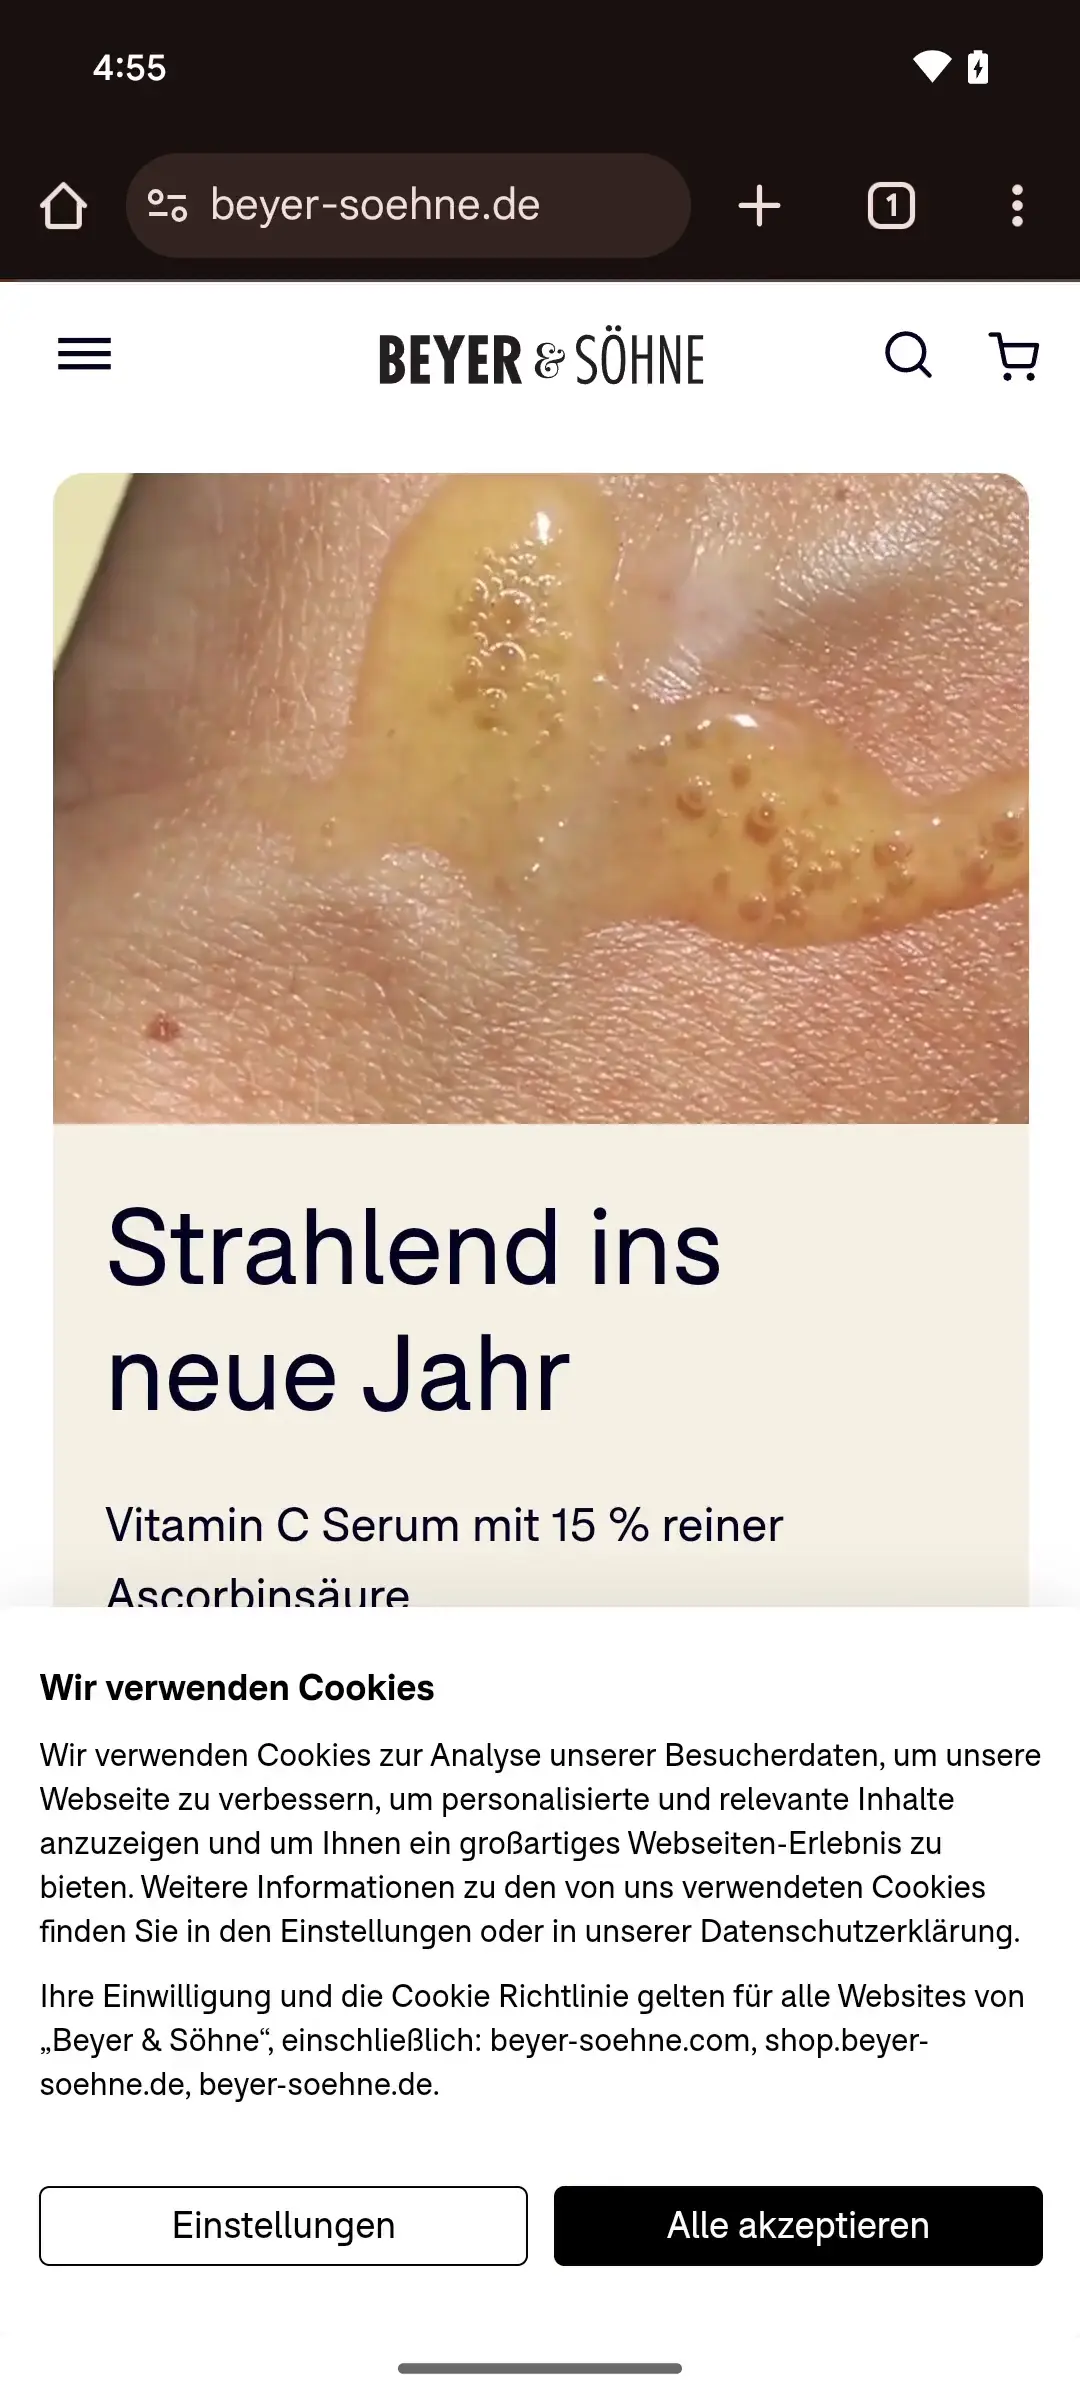 4:55
beyer-soehne.de
1
BEYER & SÖHNE
Strahlend ins
neue Jahr
Vitamin C Serum mit 15 % reiner
Ascorbinsäure
Wir verwenden Cookies
Wir verwenden Cookies zur Analyse unserer Besucherdaten, um unsere
Webseite zu verbessern, um personalisierte und relevante Inhalte
anzuzeigen und um Ihnen ein großartiges Webseiten-Erlebnis zu
bieten. Weitere Informationen zu den von uns verwendeten Cookies
finden Sie in den Einstellungen oder in unserer Datenschutzerklärung.
Ihre Einwilligung und die Cookie Richtlinie gelten für alle Websites von
„Beyer & Söhne“, einschließlich: beyer-soehne.com, shop.beyer-
soehne.de, beyer-soehne.de.
Einstellungen
Alle akzeptieren